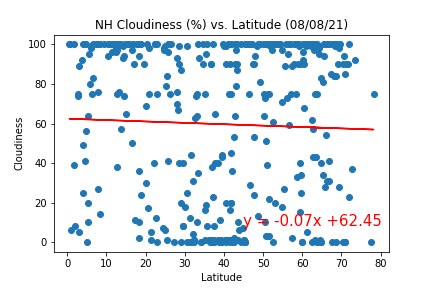 NH Cloudiness (%) vs. Latitude (08/08/21)
100
80
60
40
20
0
Cloudiness
y = -0.07x +62.45
0 10 20 30 40 50 60 70 80
Latitude